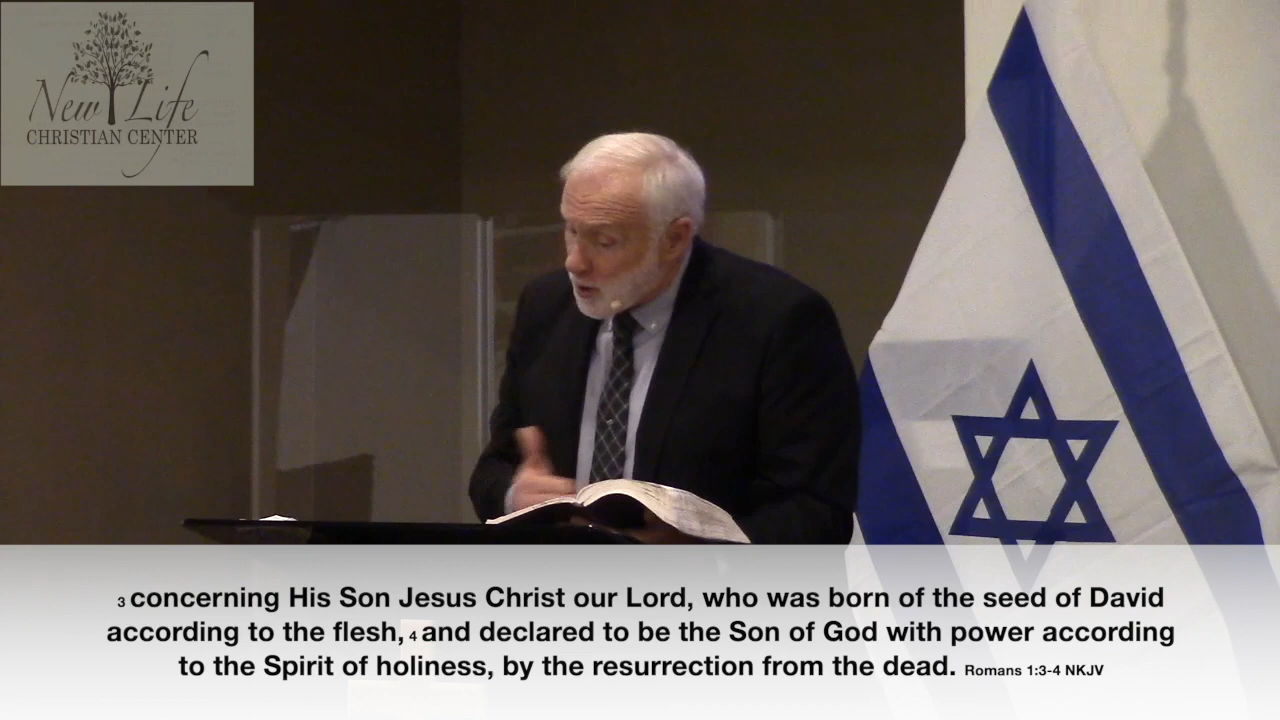 New Life
CHRISTIAN CENTER
3 concerning His Son Jesus Christ our Lord, who was born of the seed of David
according to the flesh, 4 and declared to be the Son of God with power according
to the Spirit of holiness, by the resurrection from the dead. Romans 1:3-4 NKJV